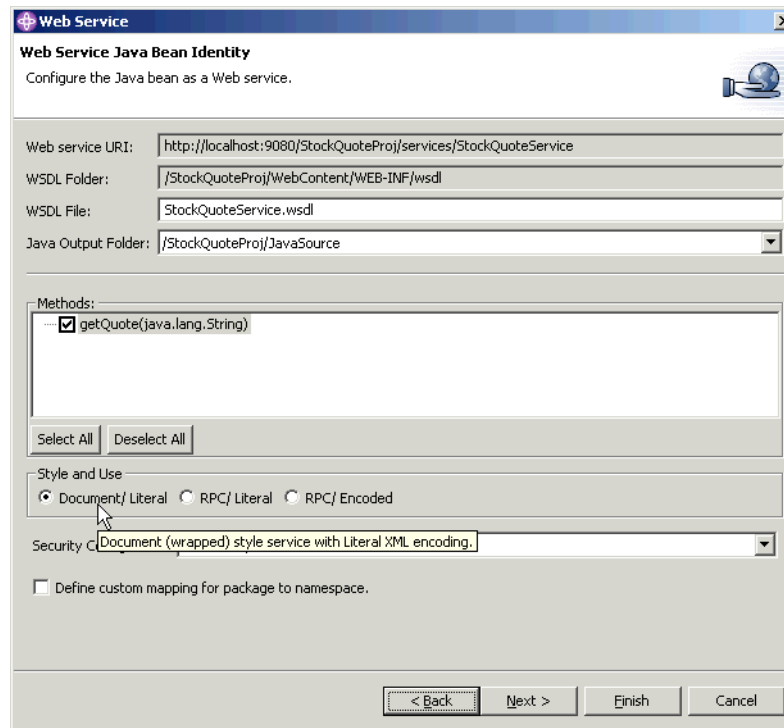 Web Service
Web Service Java Bean Identity
Configure the Java bean as a Web service.
Web service URI: http://localhost:9080/StockQuoteProj/services/StockQuoteService
WSDL Folder: /StockQuoteProj/WebContent/WEB-INF/wsdl
WSDL File: StockQuoteService.wsdl
Java Output Folder: /StockQuoteProj/JavaSource
Methods:
getQuote(java.lang.String)
Select All Deselect All
Style and Use
Document/ Literal RPC/ Literal RPC/ Encoded
Document (wrapped) style service with Literal XML encoding.
Security
Define custom mapping for package to namespace.
< Back Next > Finish Cancel